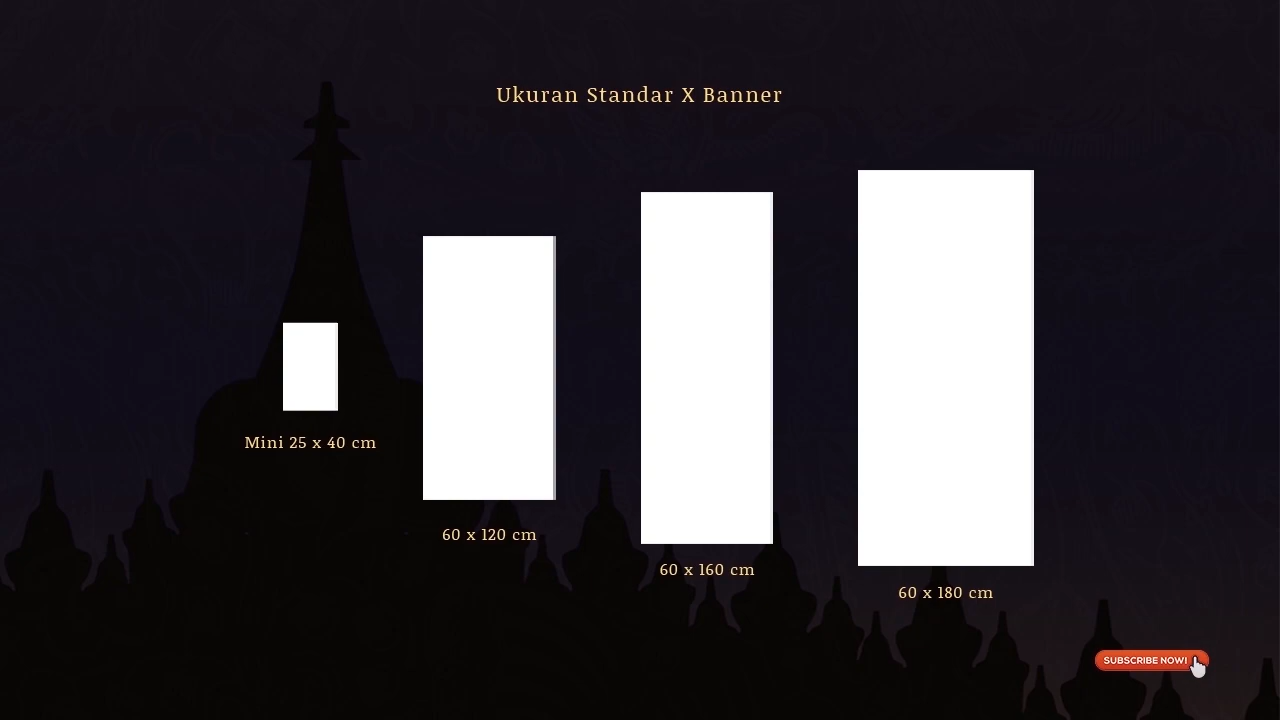 Ukuran Standar X Banner
Mini 25 x 40 cm
60 x 120 cm
60 x 160 cm
60 x 180 cm
SUBSCRIBE NOW!